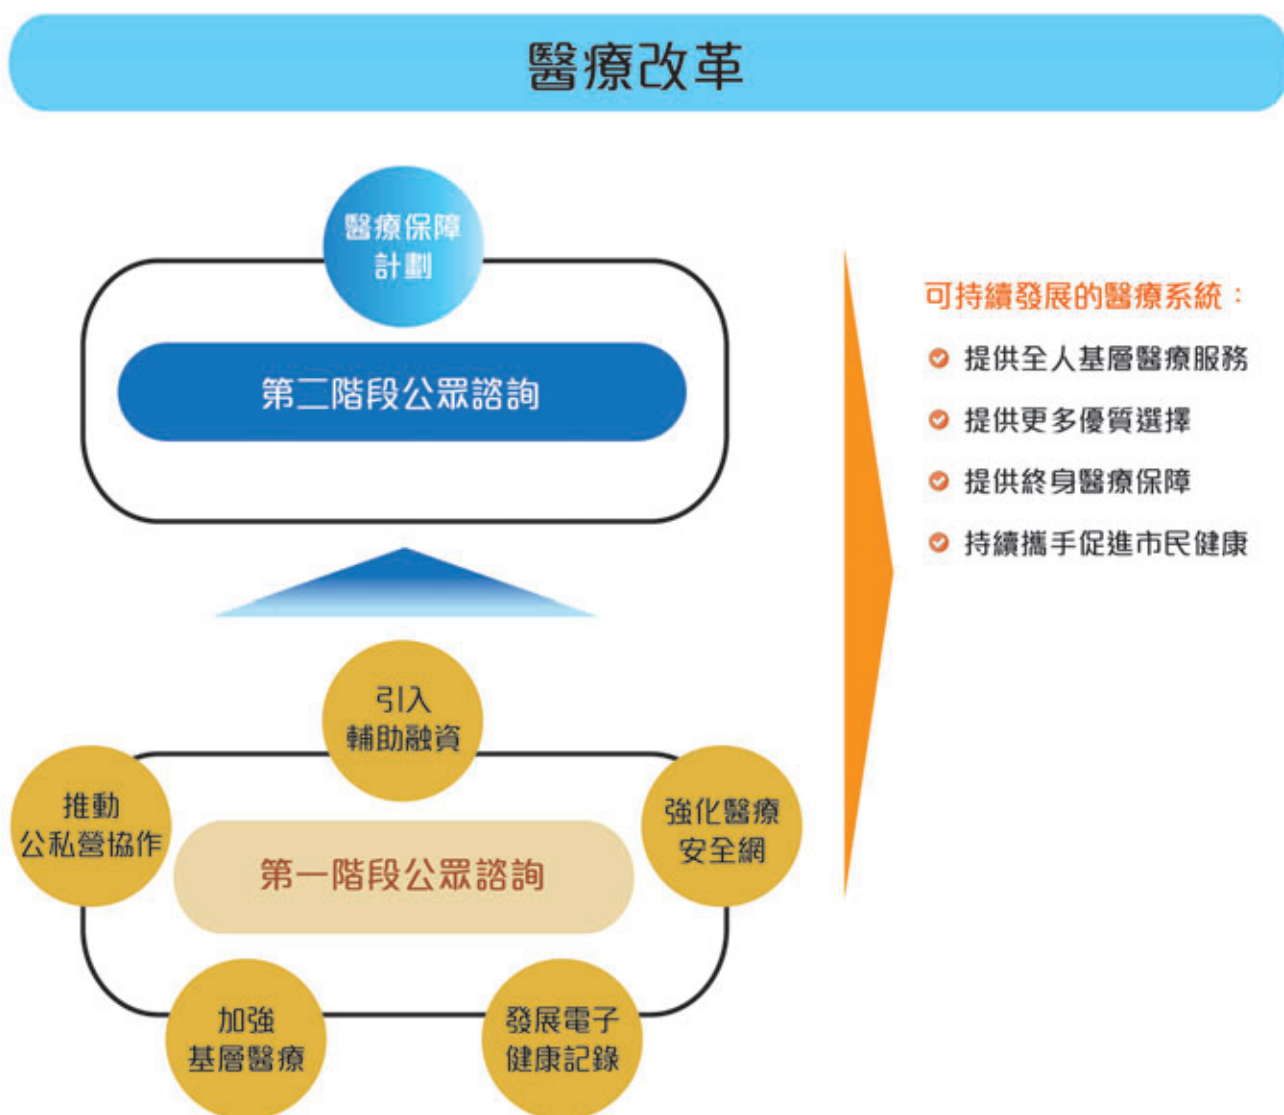 醫療改革
醫療保障
計劃
第二階段公眾諮詢
可持續發展的醫療系統：
提供全人基層醫療服務
提供更多優質選擇
提供終身醫療保障
持續攜手促進市民健康
引入
輔助融資
推動
公私營協作
強化醫療
安全網
第一階段公眾諮詢
加強
基層醫療
發展電子
健康記錄